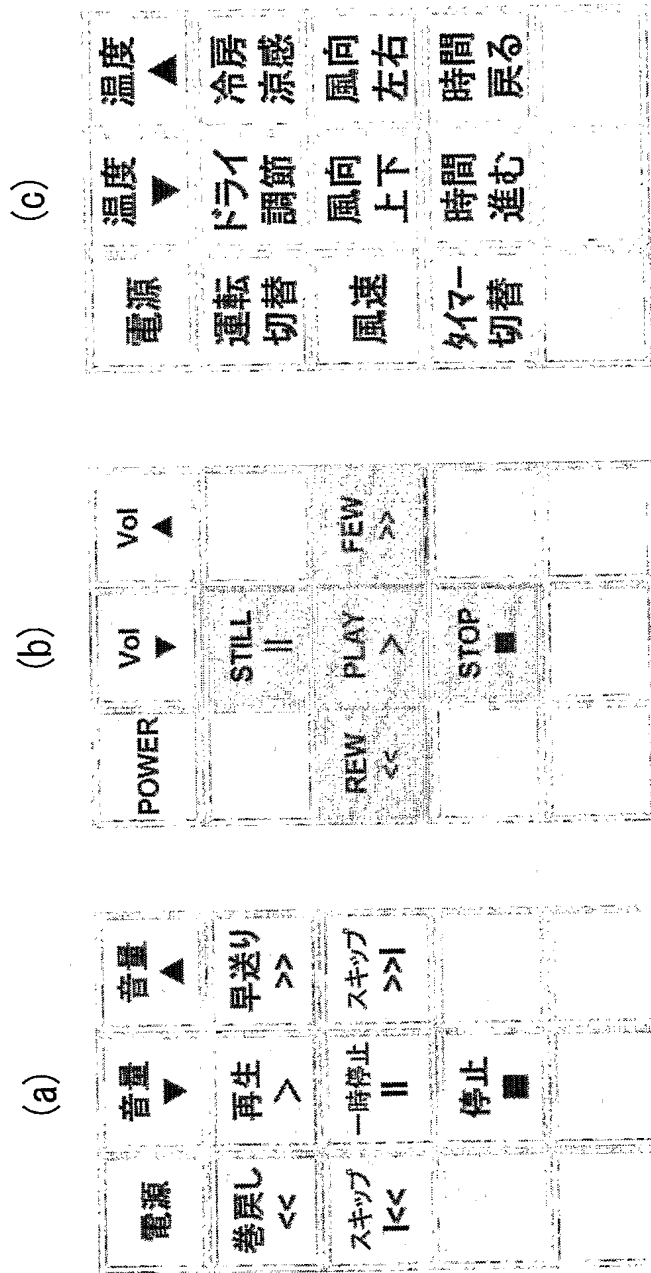 (a)
電源
音量
▼
音量
▲
巻戻し
<<
再生
>
早送り
>>
スキップ
|<<
一時停止
||
スキップ
>>|
停止
■
(b)
POWER
Vol
▼
Vol
▲
STILL
||
REW
<<
PLAY
>
FEW
>>
STOP
■
(c)
電源
温度
▼
温度
▲
運転
切替
ドライ
調節
冷房
涼感
風速
風向
上下
風向
左右
タイマー
切替
時間
進む
時間
戻る